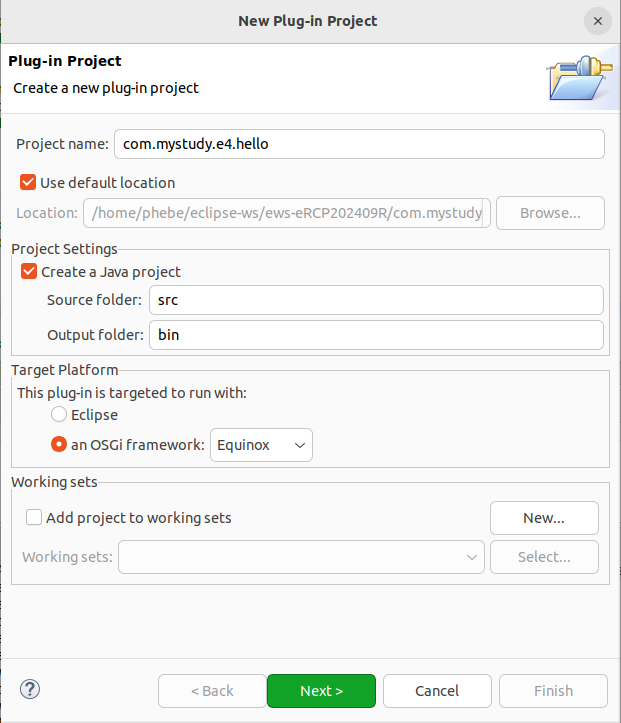 New Plug-in Project
Plug-in Project
Create a new plug-in project
Project name: com.mystudy.e4.hello
Use default location
Location: /home/phebe/eclipse-ws/ews-eRCP202409R/com.mystudy Browse...
Project Settings
Create a Java project
Source folder: src
Output folder: bin
Target Platform
This plug-in is targeted to run with:
Eclipse
an OSGi framework: Equinox
Working sets
Add project to working sets New...
Working sets: Select...
? < Back Next > Cancel Finish